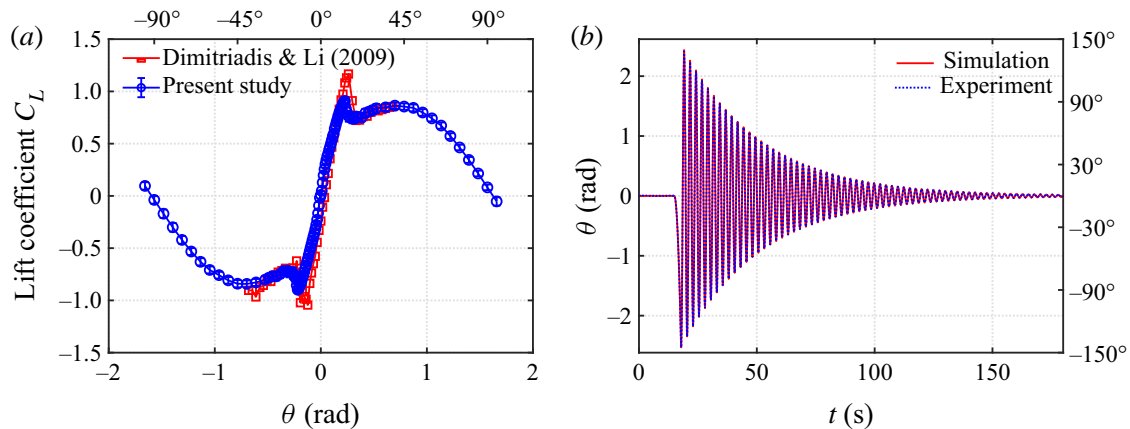 −90° −45° 0° 45° 90°
(a)
1.5
1.0
0.5
0
−0.5
−1.0
−1.5
Lift coefficient C_L
Dimitriadis & Li (2009)
Present study
−2 −1 0 1 2
θ (rad)
(b)
2
1
0
−1
−2
θ (rad)
Simulation
Experiment
150°
90°
30°
−30°
−90°
−150°
0 50 100 150
t (s)